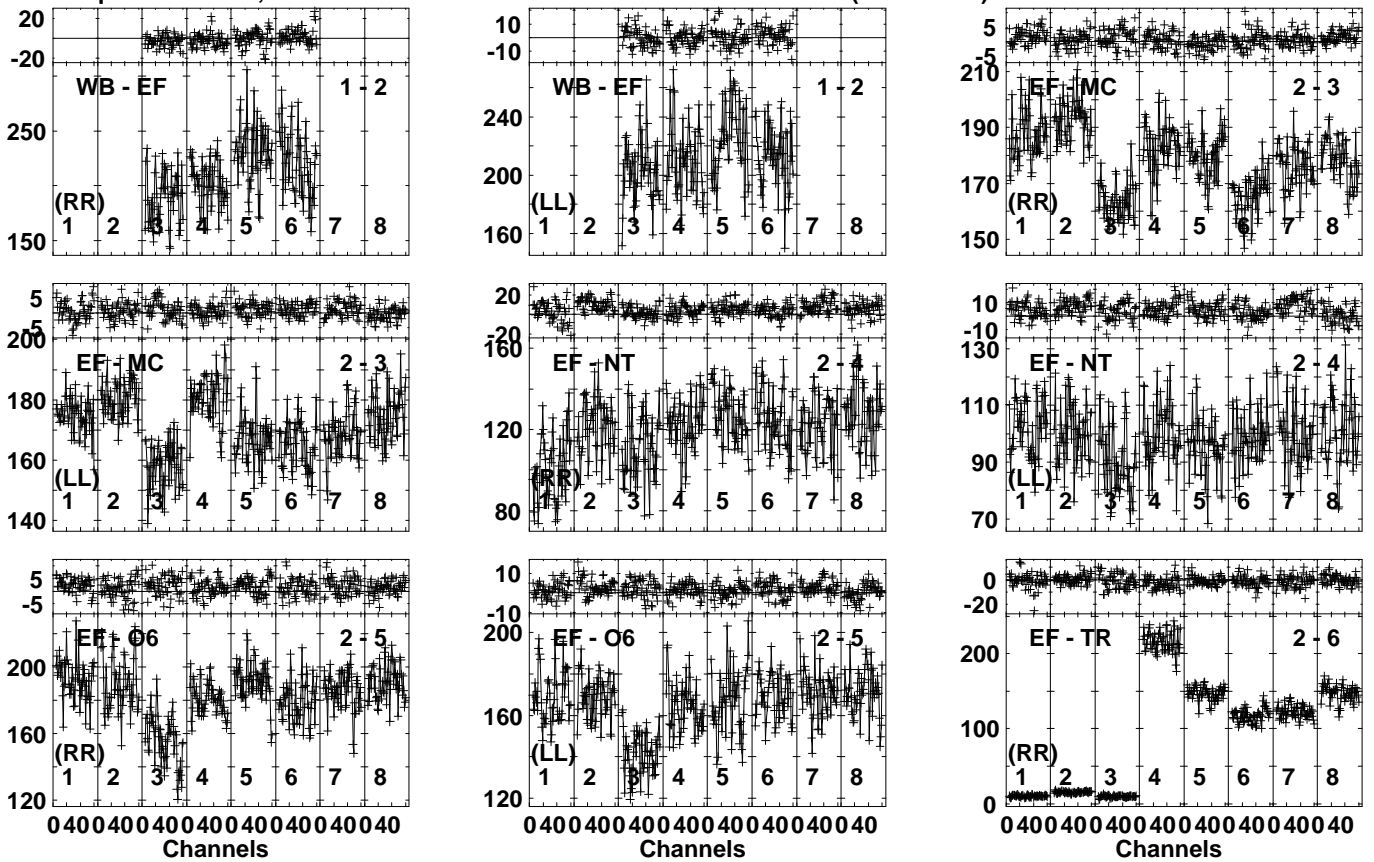 20
-20
WB - EF 1 - 2
250
(RR)
1 2 3 4 5 6 7 8
150
10
-10
WB - EF 1 - 2
240
200
(LL)
1 2 3 4 5 6 7 8
160
5
-5
210
EF - MC 2 - 3
190
170
(RR)
1 2 3 4 5 6 7 8
150
5
-5
200
EF - MC 2 - 3
180
160
(LL)
1 2 3 4 5 6 7 8
140
20
-20
160
EF - NT 2 - 4
120
(RR)
1 2 3 4 5 6 7 8
80
10
-10
130
EF - NT 2 - 4
110
90
(LL)
1 2 3 4 5 6 7 8
70
5
-5
EF - O6 2 - 5
200
160
(RR)
1 2 3 4 5 6 7 8
120
10
-10
200
EF - O6 2 - 5
160
(LL)
1 2 3 4 5 6 7 8
120
0
-20
EF - TR 2 - 6
200
100
(RR)
1 2 3 4 5 6 7 8
0
0 40 0 40 0 40 0 40 0 40 0 40 0 40 0 40
Channels
0 40 0 40 0 40 0 40 0 40 0 40 0 40 0 40
Channels
0 40 0 40 0 40 0 40 0 40 0 40 0 40 0 40
Channels